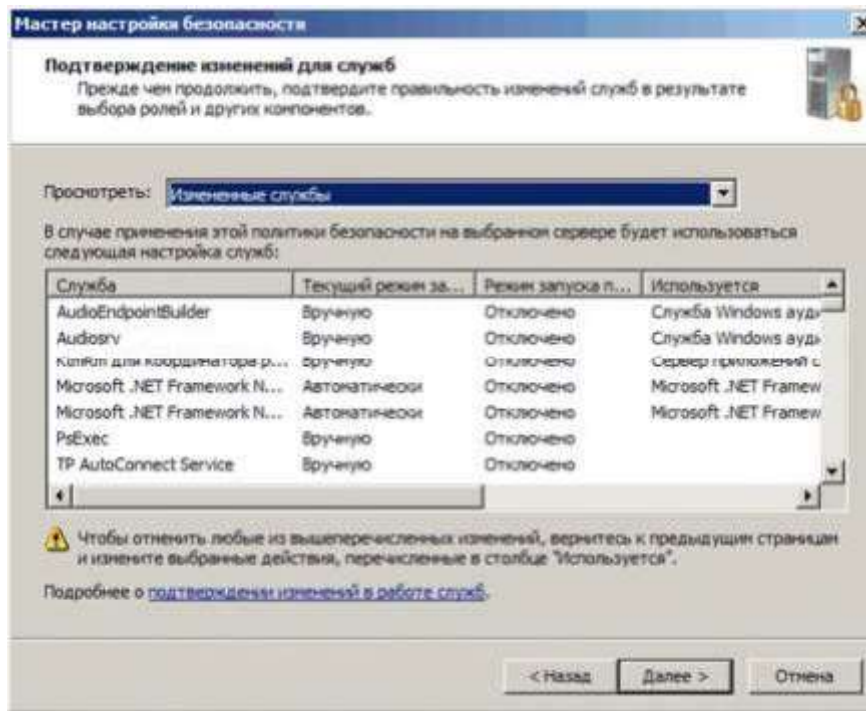 Мастер настройки безопасности
Подтверждение изменений для служб
Прежде чем продолжить, подтвердите правильность изменений служб в результате
выбора ролей и других компонентов.
Просмотреть: Измененные службы
В случае применения этой политики безопасности на выбранном сервере будет использоваться
следующая настройка служб:
Служба Текущий режим за... Режим запуска п... Используется
AudioEndpointBuilder Вручную Отключено Служба Windows ауди
Audiosrv Вручную Отключено Служба Windows ауди
KtmRm для координатора р... Вручную Отключено Сервер приложений с
Microsoft .NET Framework N... Автоматически Отключено Microsoft .NET Framew
Microsoft .NET Framework N... Автоматически Отключено Microsoft .NET Framew
PsExec Вручную Отключено
TP AutoConnect Service Вручную Отключено
Чтобы отменить любые из вышеперечисленных изменений, вернитесь к предыдущим страницам
и измените выбранные действия, перечисленные в столбце "Используется".
Подробнее о подтверждении изменений в работе служб.
< Назад Далее > Отмена